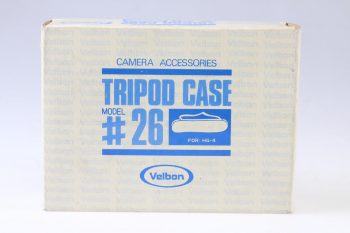 CAMERA ACCESSORIES
TRIPOD CASE
MODEL
#26
FOR: HG-4
Velbon